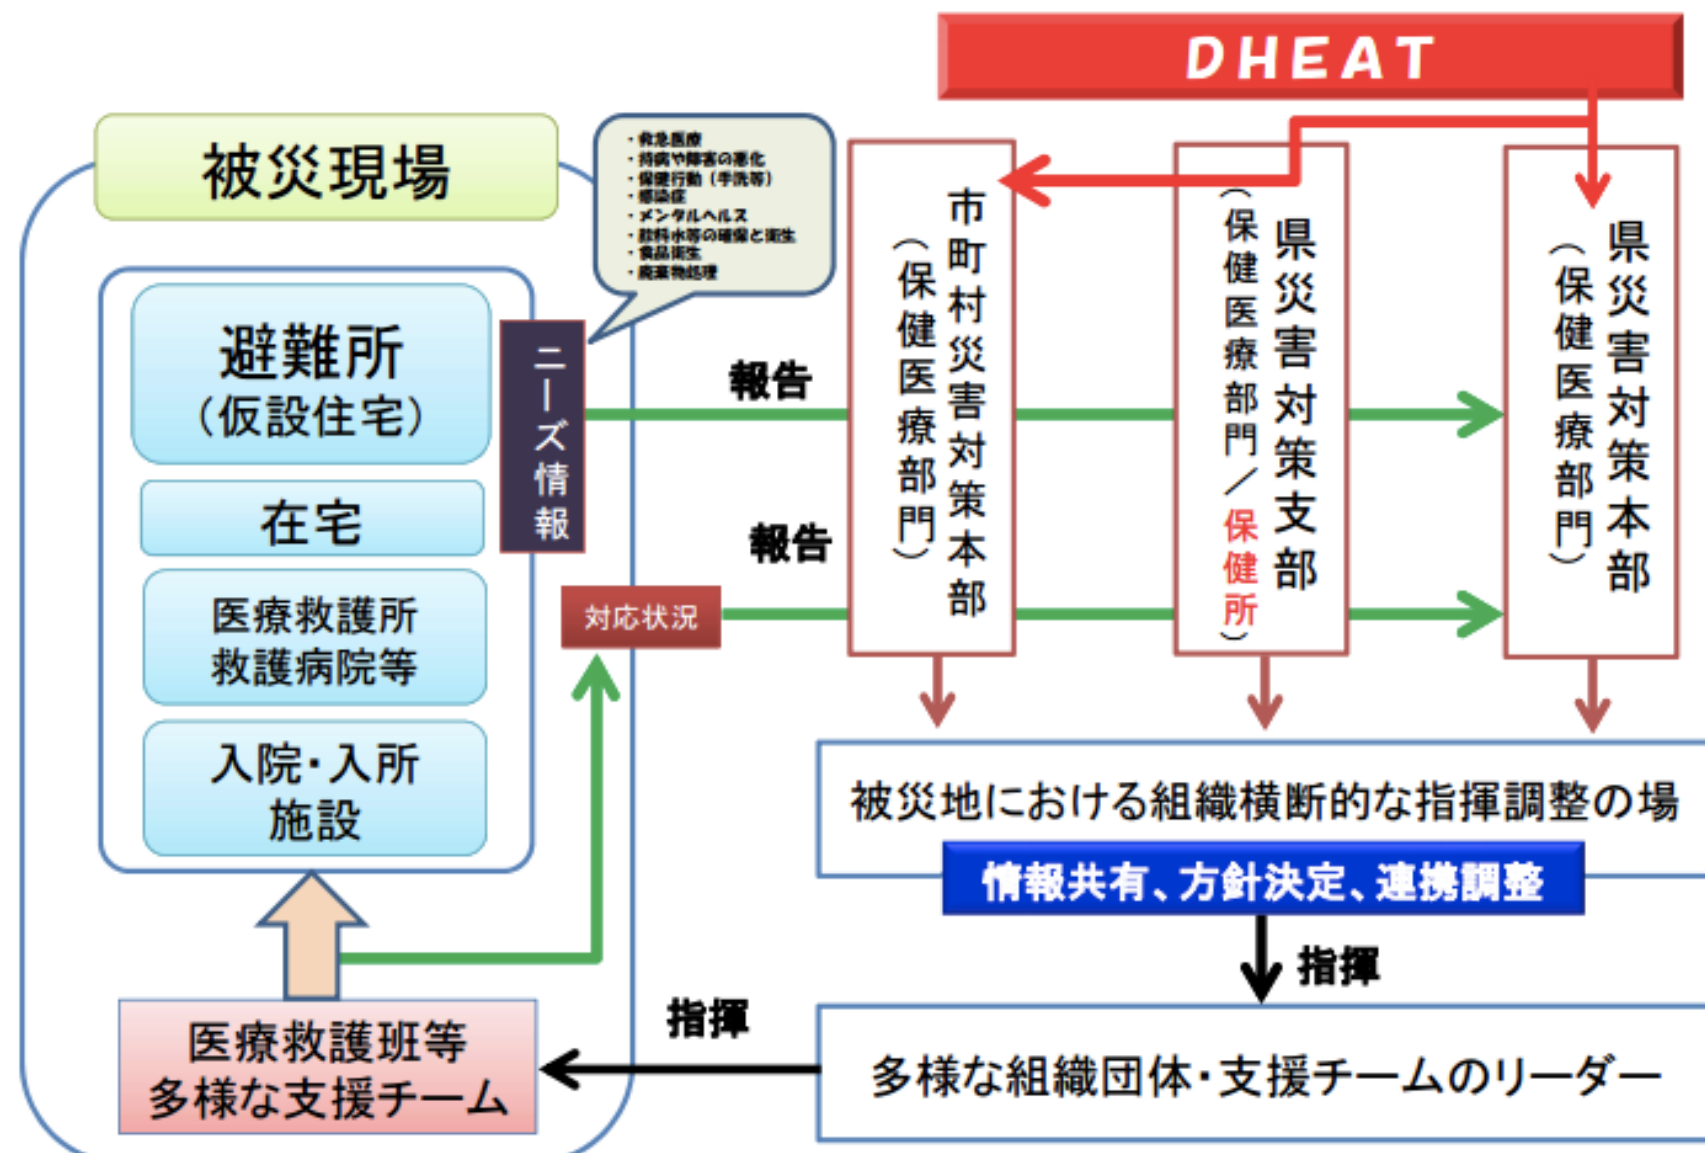 DHEAT
被災現場
・救急医療
・持病や障害の悪化
・保健行動（手洗等）
・感染症
・メンタルヘルス
・飲料水等の確保と衛生
・食品衛生
・廃棄物処理
避難所
（仮設住宅）
在宅
医療救護所
救護病院等
入院・入所
施設
ニーズ情報
対応状況
報告
報告
市町村災害対策本部
（保健医療部門）
県災害対策支部
（保健医療部門／保健所）
県災害対策本部
（保健医療部門）
被災地における組織横断的な指揮調整の場
情報共有、方針決定、連携調整
指揮
多様な組織団体・支援チームのリーダー
指揮
医療救護班等
多様な支援チーム